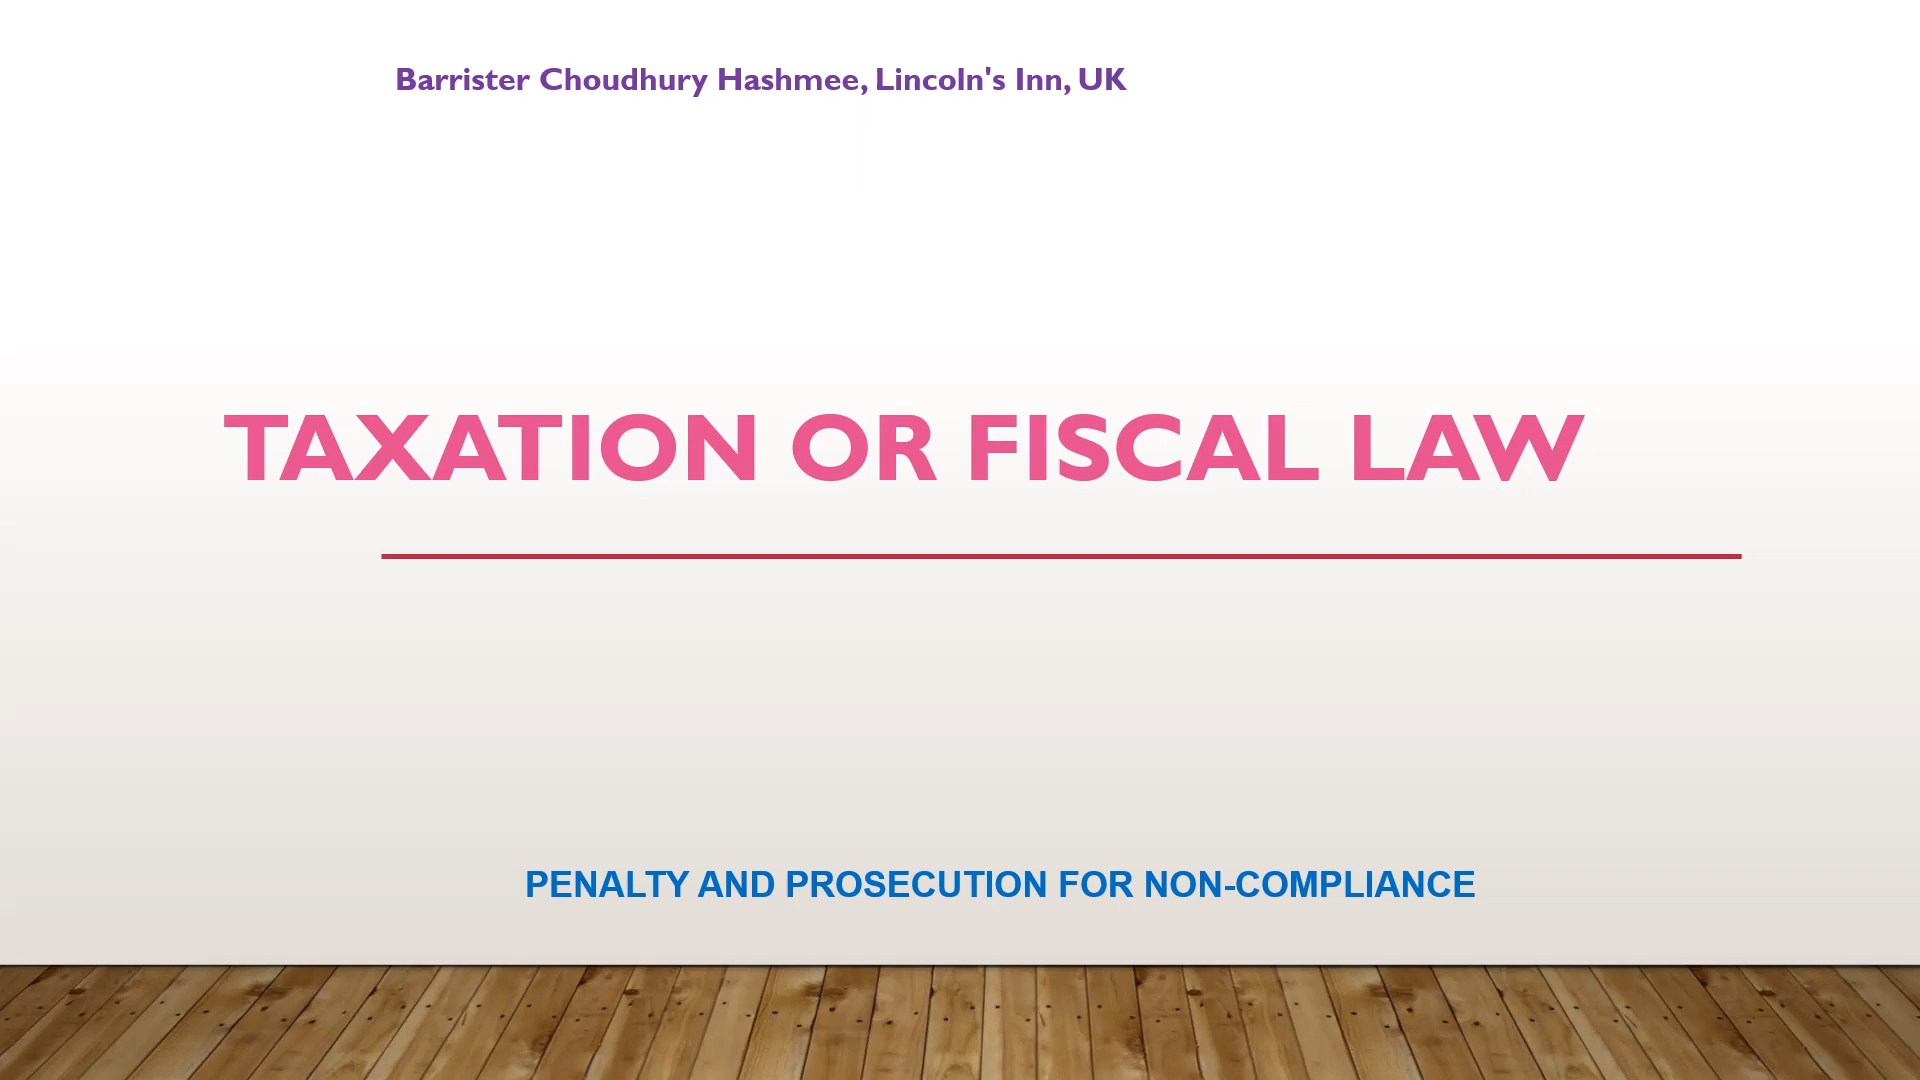 Barrister Choudhury Hashmee, Lincoln's Inn, UK
TAXATION OR FISCAL LAW
PENALTY AND PROSECUTION FOR NON-COMPLIANCE